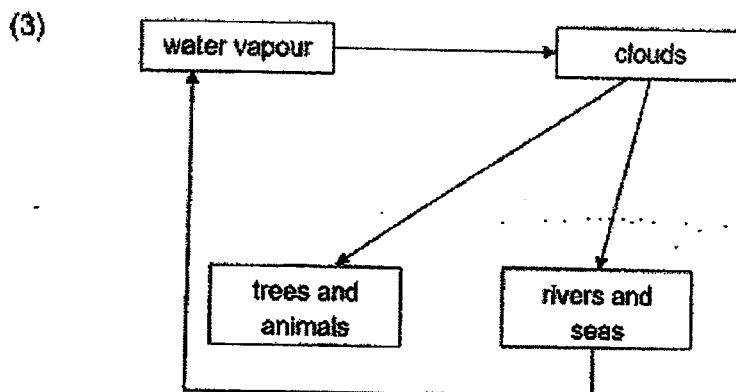 (3)
water vapour
clouds
trees and
animals
rivers and
seas